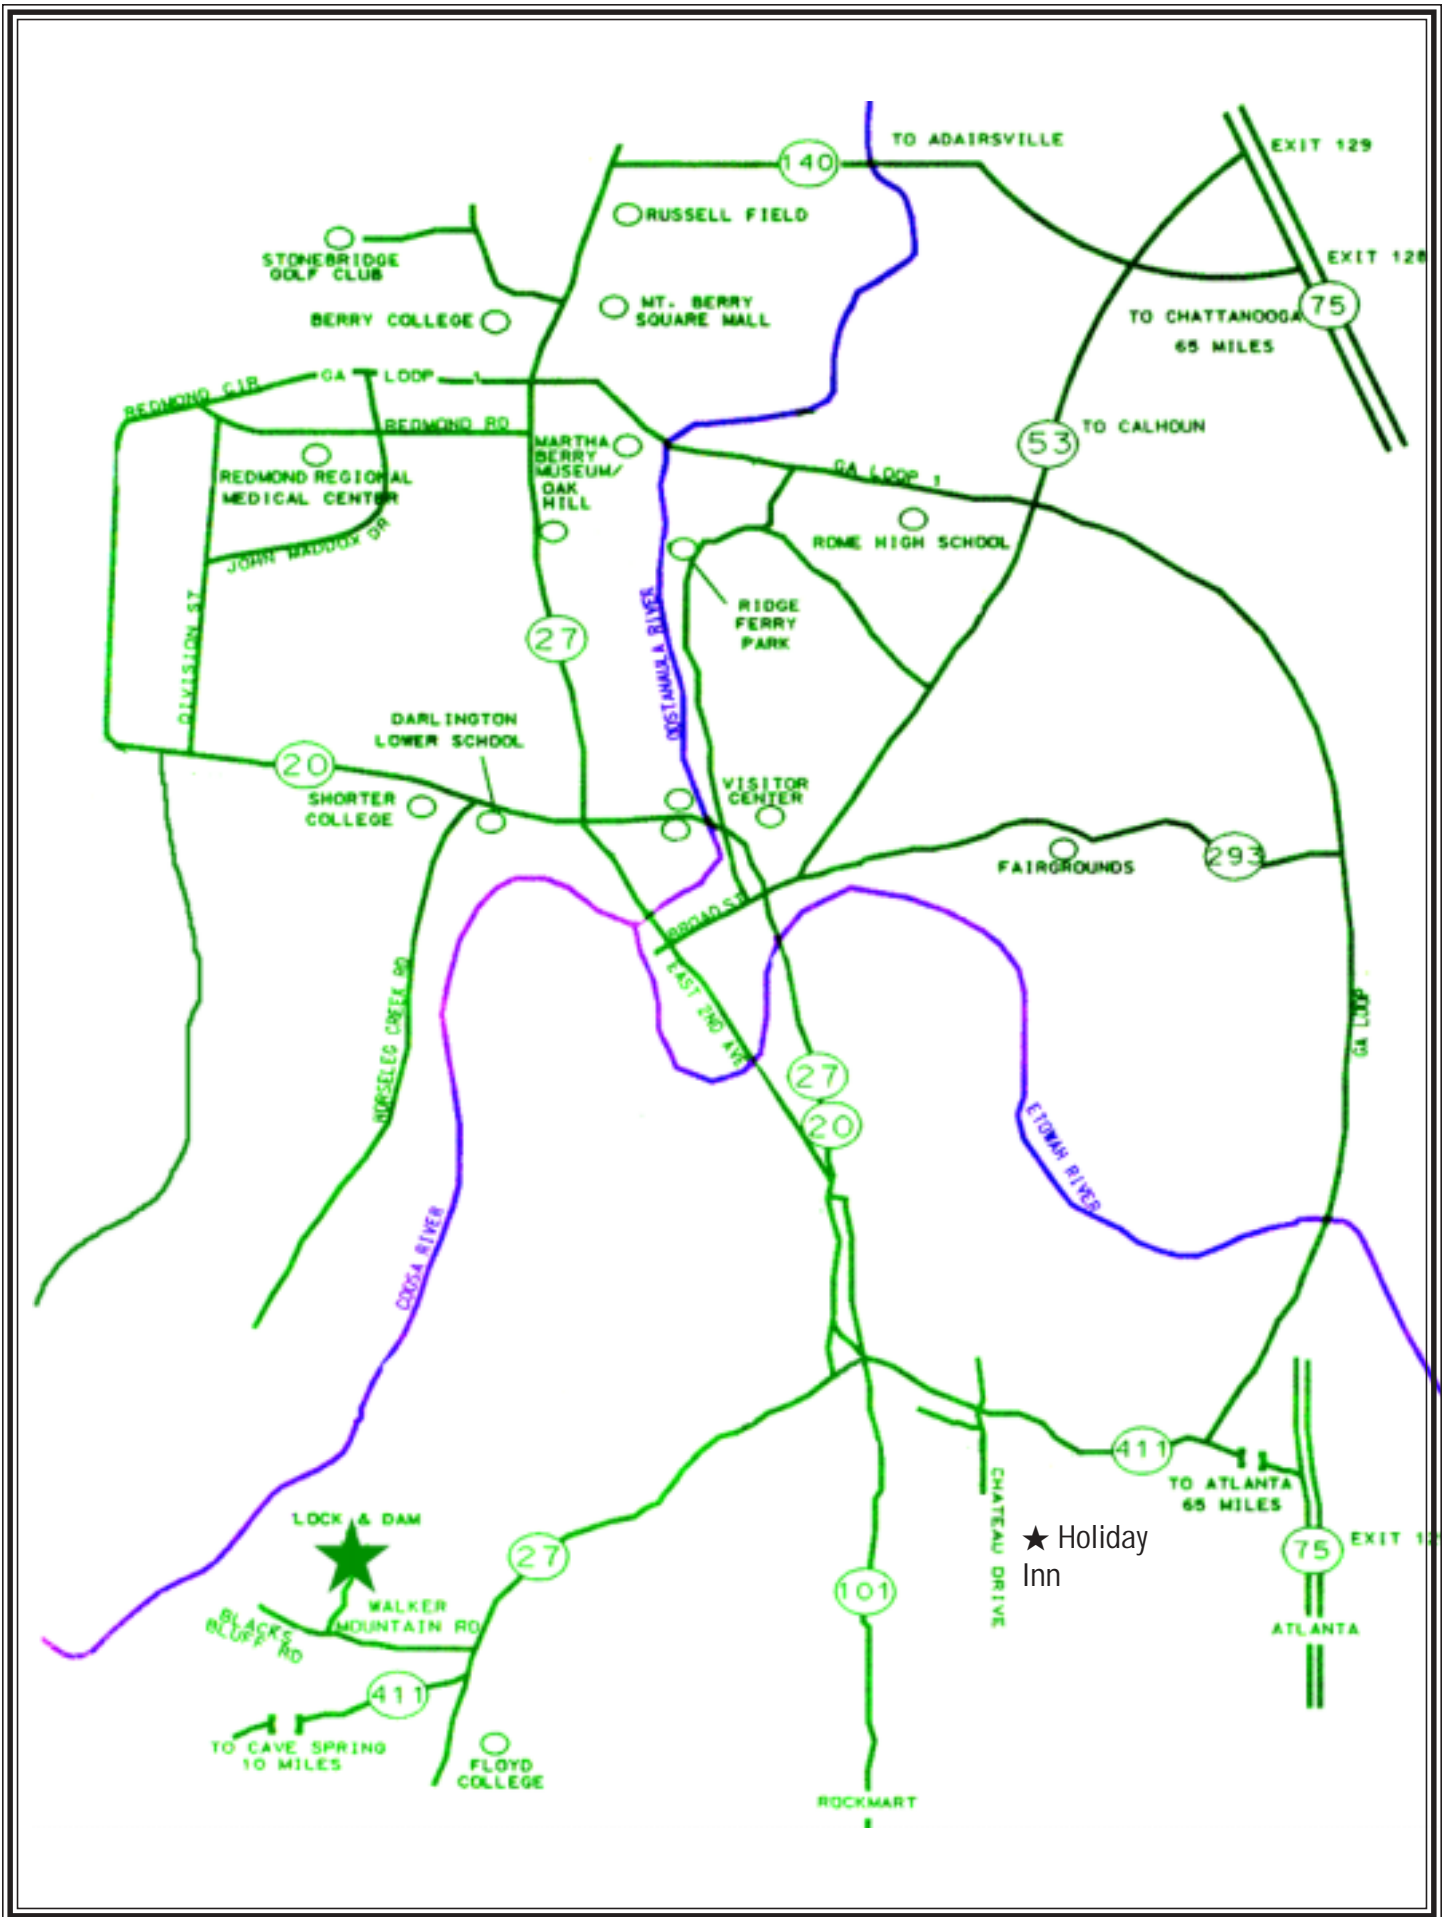 TO ADAIRSVILLE
EXIT 129
140
RUSSELL FIELD
STONEBRIDGE
GOLF CLUB
EXIT 128
MT. BERRY
SQUARE MALL
BERRY COLLEGE
75
TO CHATTANOOGA
65 MILES
REDMOND CIR
GA LOOP 1
REDMOND RD
53
TO CALHOUN
MARTHA
BERRY
MUSEUM/
OAK
HILL
REDMOND REGIONAL
MEDICAL CENTER
GA LOOP 1
ROME HIGH SCHOOL
JOHN MADDOX DR
DIVISION ST
27
OOSTANAULA RIVER
RIDGE
FERRY
PARK
DARLINGTON
LOWER SCHOOL
20
SHORTER
COLLEGE
VISITOR
CENTER
293
FAIRGROUNDS
BROAD ST
EAST 2ND AVE
HORSELEG CREEK RD
GA LOOP
27
20
ETOWAH RIVER
COOSA RIVER
411
TO ATLANTA
65 MILES
CHATEAU DRIVE
LOCK & DAM
Holiday
Inn
27
75
EXIT 12
101
WALKER
MOUNTAIN RD
BLACKS
BLUFF RD
ATLANTA
411
TO CAVE SPRING
10 MILES
FLOYD
COLLEGE
ROCKMART